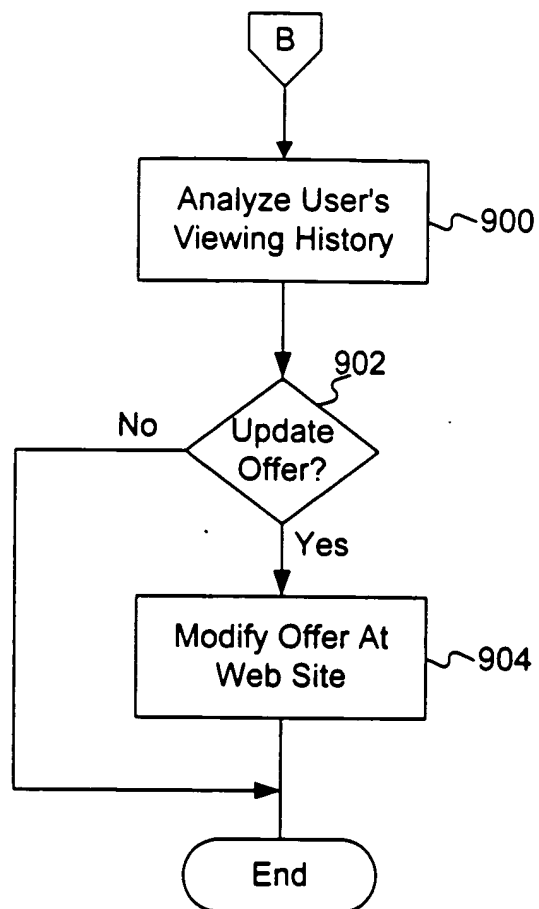 B
Analyze User's
Viewing History
900
902
No
Update
Offer?
Yes
Modify Offer At
Web Site
904
End